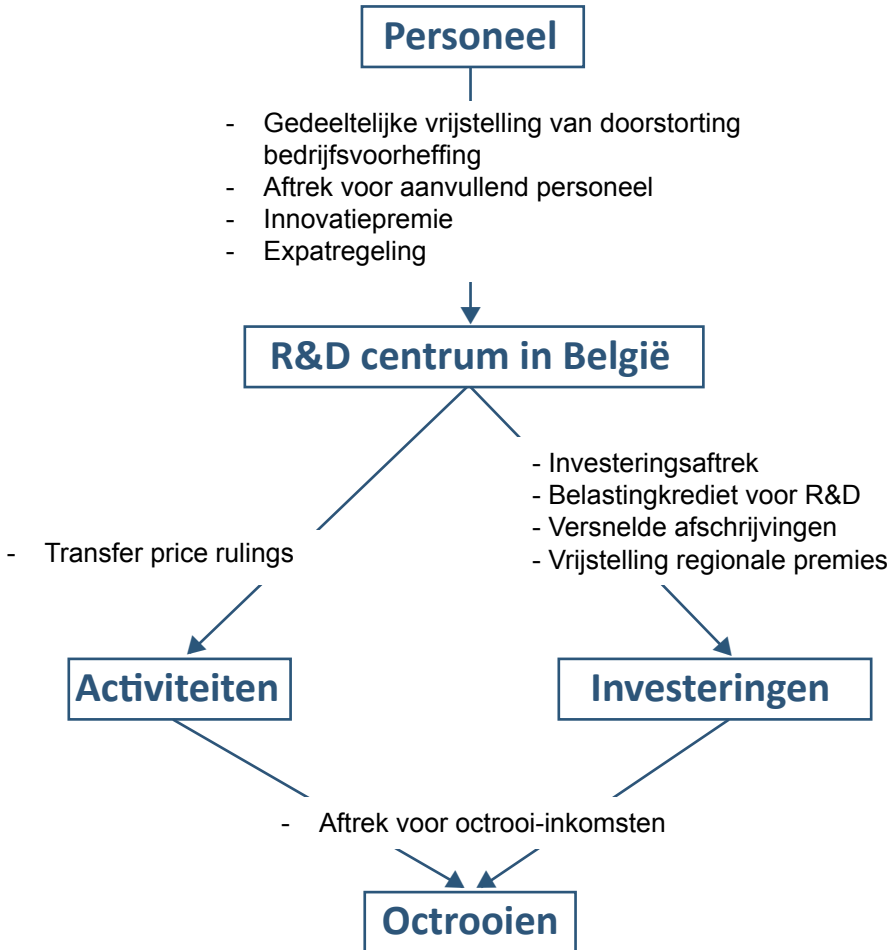 Personeel
- Gedeeltelijke vrijstelling van doorstorting
bedrijfsvoorheffing
- Aftrek voor aanvullend personeel
- Innovatiepremie
- Expatregeling
R&D centrum in België
- Investeringsaftrek
- Belastingkrediet voor R&D
- Versnelde afschrijvingen
- Vrijstelling regionale premies
- Transfer price rulings
Activiteiten
Investeringen
- Aftrek voor octrooi-inkomsten
Octrooien